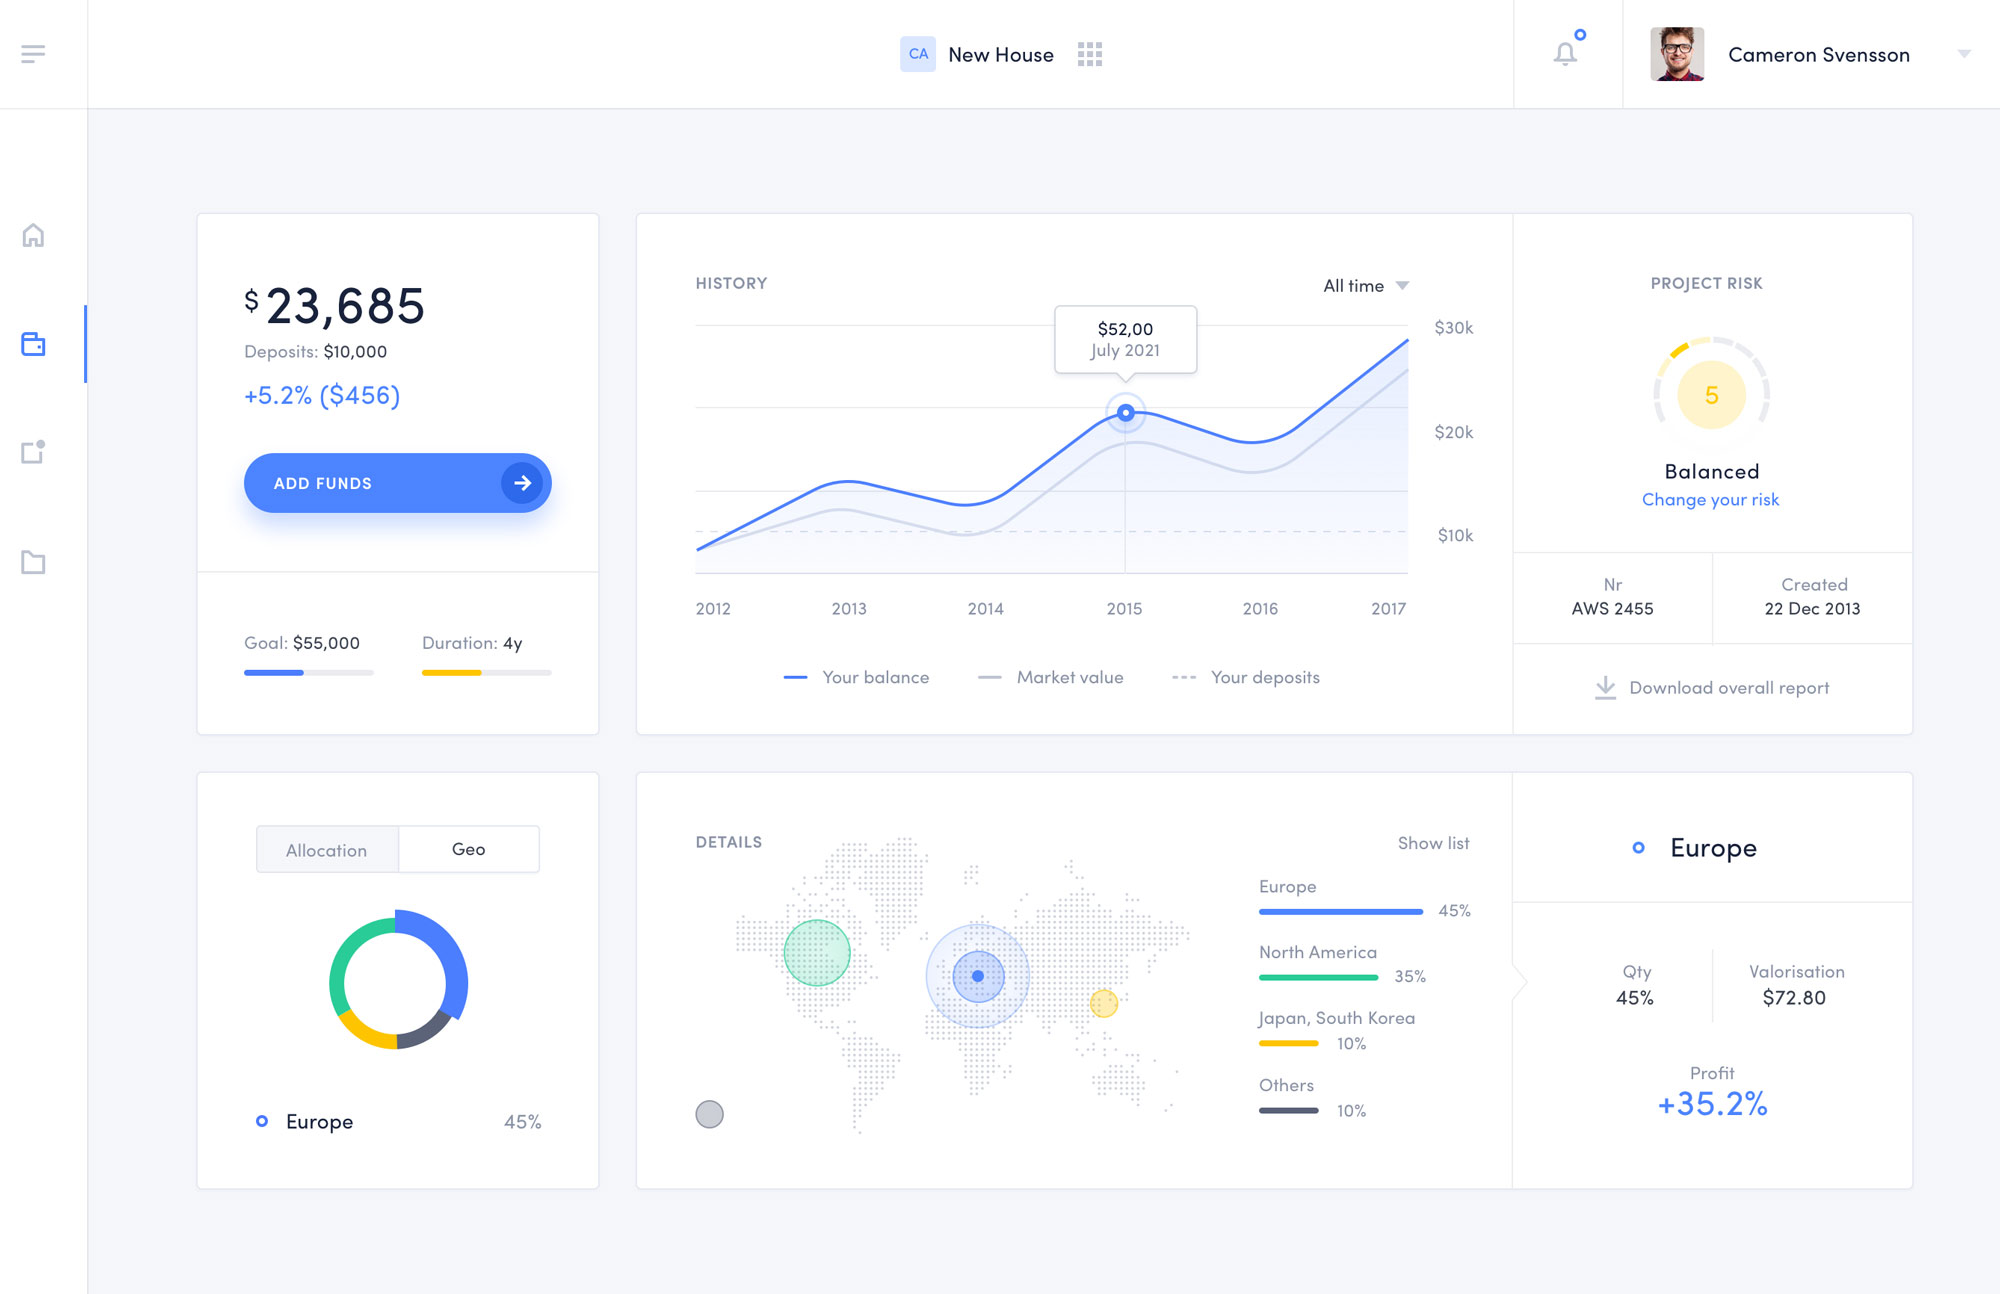 CA New House
Cameron Svensson
$ 23,685
Deposits: $10,000
+5.2% ($456)
ADD FUNDS
Goal: $55,000
Duration: 4y
HISTORY
All time
$52,00
July 2021
$30k
$20k
$10k
2012 2013 2014 2015 2016 2017
Your balance Market value Your deposits
PROJECT RISK
5
Balanced
Change your risk
Nr
AWS 2455
Created
22 Dec 2013
Download overall report
Allocation Geo
Europe 45%
DETAILS
Show list
Europe
45%
North America
35%
Japan, South Korea
10%
Others
10%
Europe
Qty
45%
Valorisation
$72.80
Profit
+35.2%